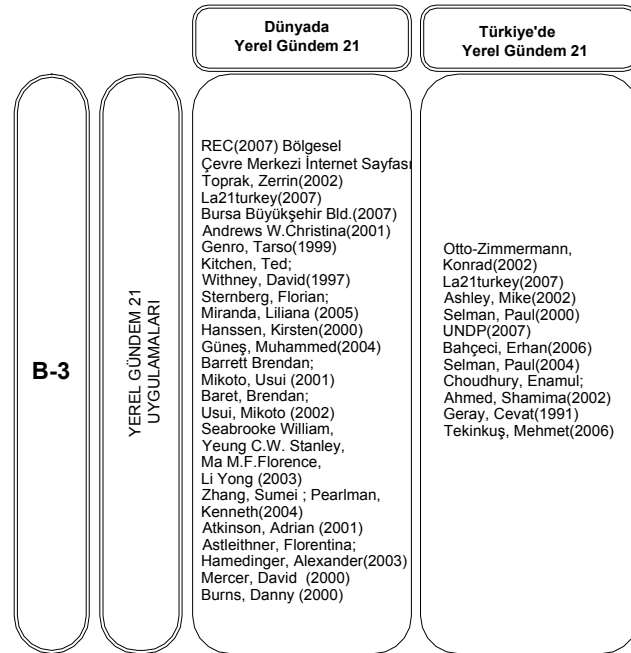 Dünyada
Yerel Gündem 21
Türkiye'de
Yerel Gündem 21
B-3
YEREL GÜNDEM 21
UYGULAMALARI
REC(2007) Bölgesel
Çevre Merkezi İnternet Sayfası
Toprak, Zerrin(2002)
La21turkey(2007)
Bursa Büyükşehir Bld.(2007)
Andrews W.Christina(2001)
Genro, Tarso(1999)
Kitchen, Ted;
Withney, David(1997)
Sternberg, Florian;
Miranda, Liliana (2005)
Hanssen, Kirsten(2000)
Güneş, Muhammed(2004)
Barrett Brendan;
Mikoto, Usui (2001)
Baret, Brendan;
Usui, Mikoto (2002)
Seabrooke William,
Yeung C.W. Stanley,
Ma M.F.Florence,
Li Yong (2003)
Zhang, Sumei ; Pearlman,
Kenneth(2004)
Atkinson, Adrian (2001)
Astleithner, Florentina;
Hamedinger, Alexander(2003)
Mercer, David (2000)
Burns, Danny (2000)
Otto-Zimmermann,
Konrad(2002)
La21turkey(2007)
Ashley, Mike(2002)
Selman, Paul(2000)
UNDP(2007)
Bahçeci, Erhan(2006)
Selman, Paul(2004)
Choudhury, Enamul;
Ahmed, Shamima(2002)
Geray, Cevat(1991)
Tekinkuş, Mehmet(2006)